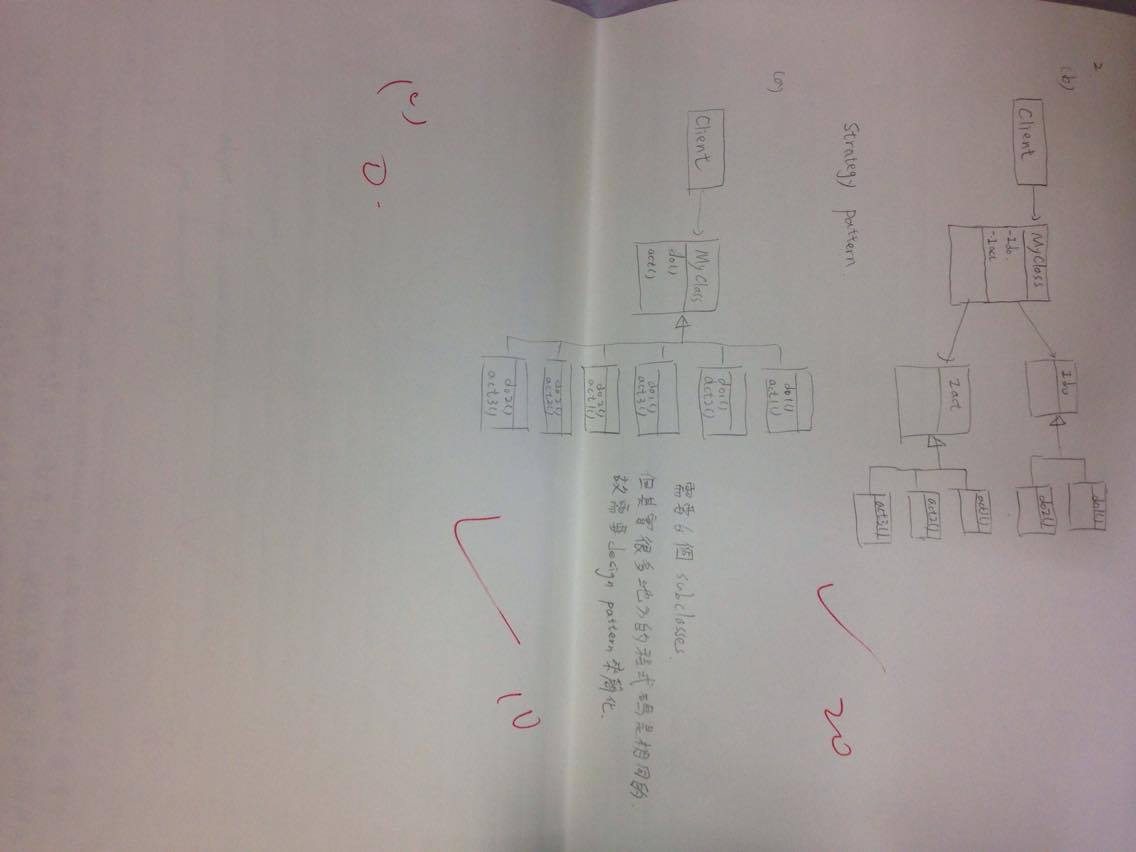 2
(b)
Client
MyClass
-Ido
-Iact
Ido
do1()
do2()
Iact
act1()
act2()
act3()
Strategy pattern.
20
(a)
Client
MyClass
do()
act()
do1()
act1()
do1()
act2()
do1()
act3()
do2()
act1()
do2()
act2()
do2()
act3()
需要6個 subclasses.
但其實很多地方的程式碼是相同的.
故需要 design pattern 來簡化.
10
(c)
0.